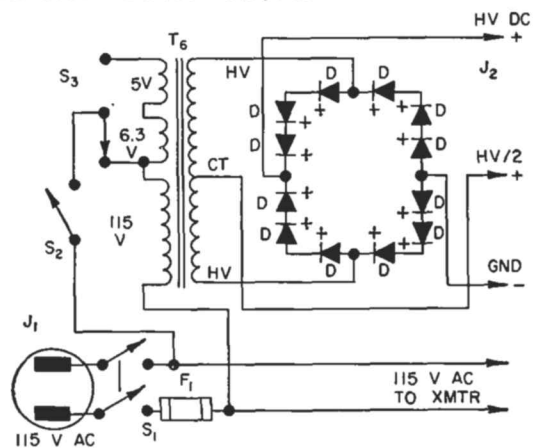 HV DC
+
T6
J2
S3
5V
HV
D D
D D
+ + + +
6.3
V
D D
CT
HV/2
+
115
V
D D
S2
D D
HV
D D
GND
-
J1
F1
115 V AC
TO XMTR
S1
115 V AC